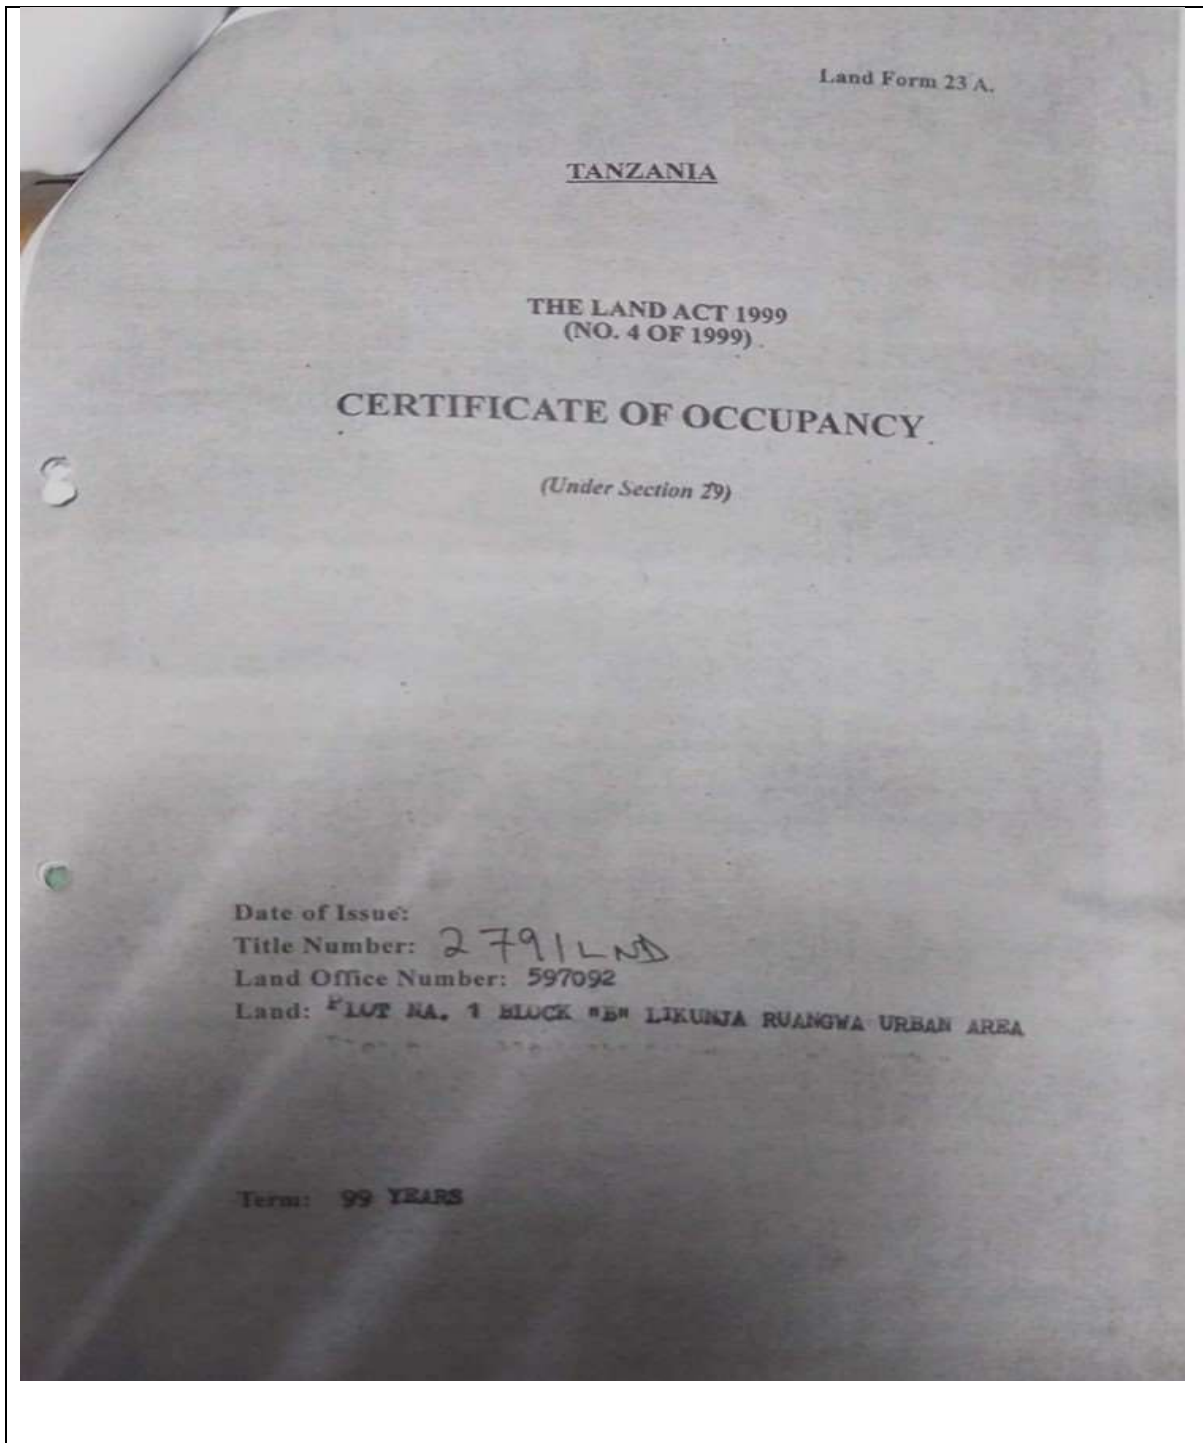 Land Form 23 A.
TANZANIA
THE LAND ACT 1999
(NO. 4 OF 1999)
CERTIFICATE OF OCCUPANCY
(Under Section 29)
Date of Issue:
Title Number: 2791LND
Land Office Number: 597092
Land: PLOT NA. 1 BLOCK "B" LIKUNJA RUANGWA URBAN AREA
Term: 99 YEARS